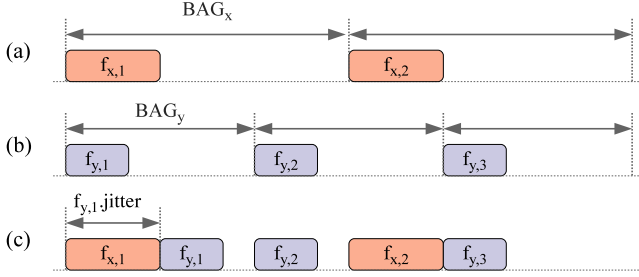 BAGx
(a) fx,1 fx,2
BAGy
(b) fy,1 fy,2 fy,3
fy,1.jitter
(c) fx,1 fy,1 fy,2 fx,2 fy,3